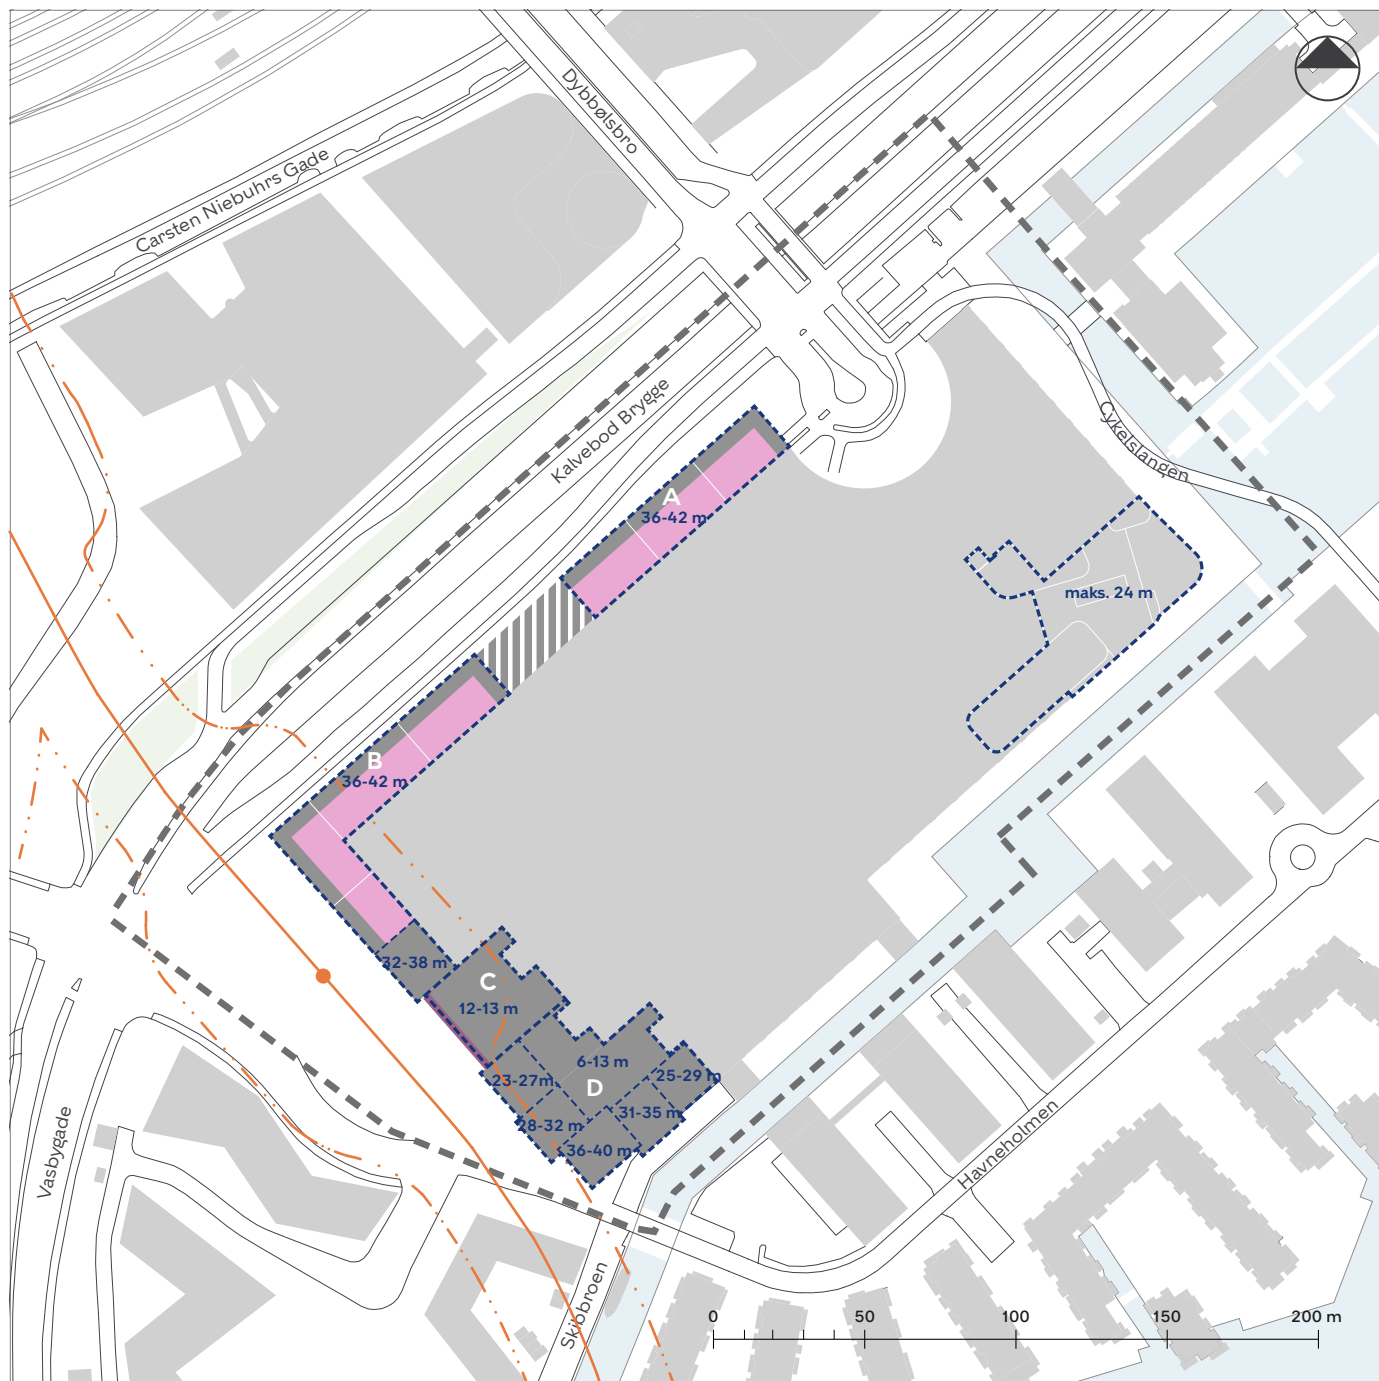 Dybbølsbro
Carsten Niebuhrs Gade
Kalvebod Brygge
Cykelslangen
A
36-42 m
maks. 24 m
B
36-42 m
32-38 m
C
12-13 m
6-13 m
23-27m
D
25-29 m
31-35 m
28-32 m
36-40 m
Vasbygade
Havneholmen
Skibbroen
0 50 100 150 200 m